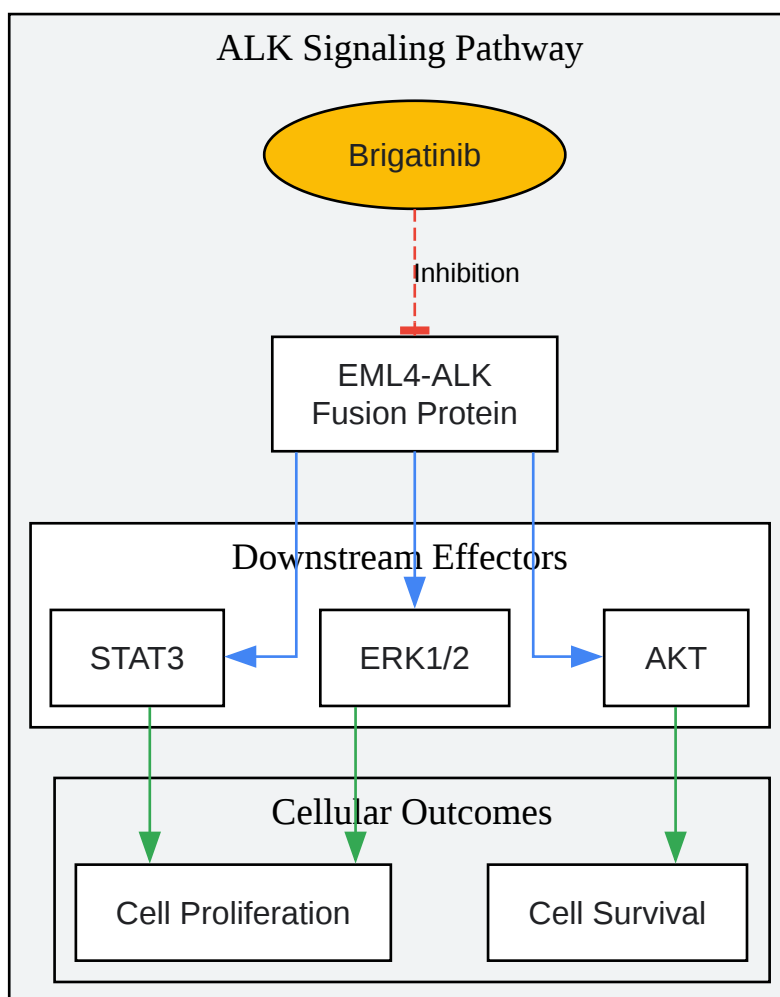 ALK Signaling Pathway
Brigatinib
Inhibition
EML4-ALK
Fusion Protein
Downstream Effectors
STAT3
ERK1/2
AKT
Cellular Outcomes
Cell Proliferation
Cell Survival